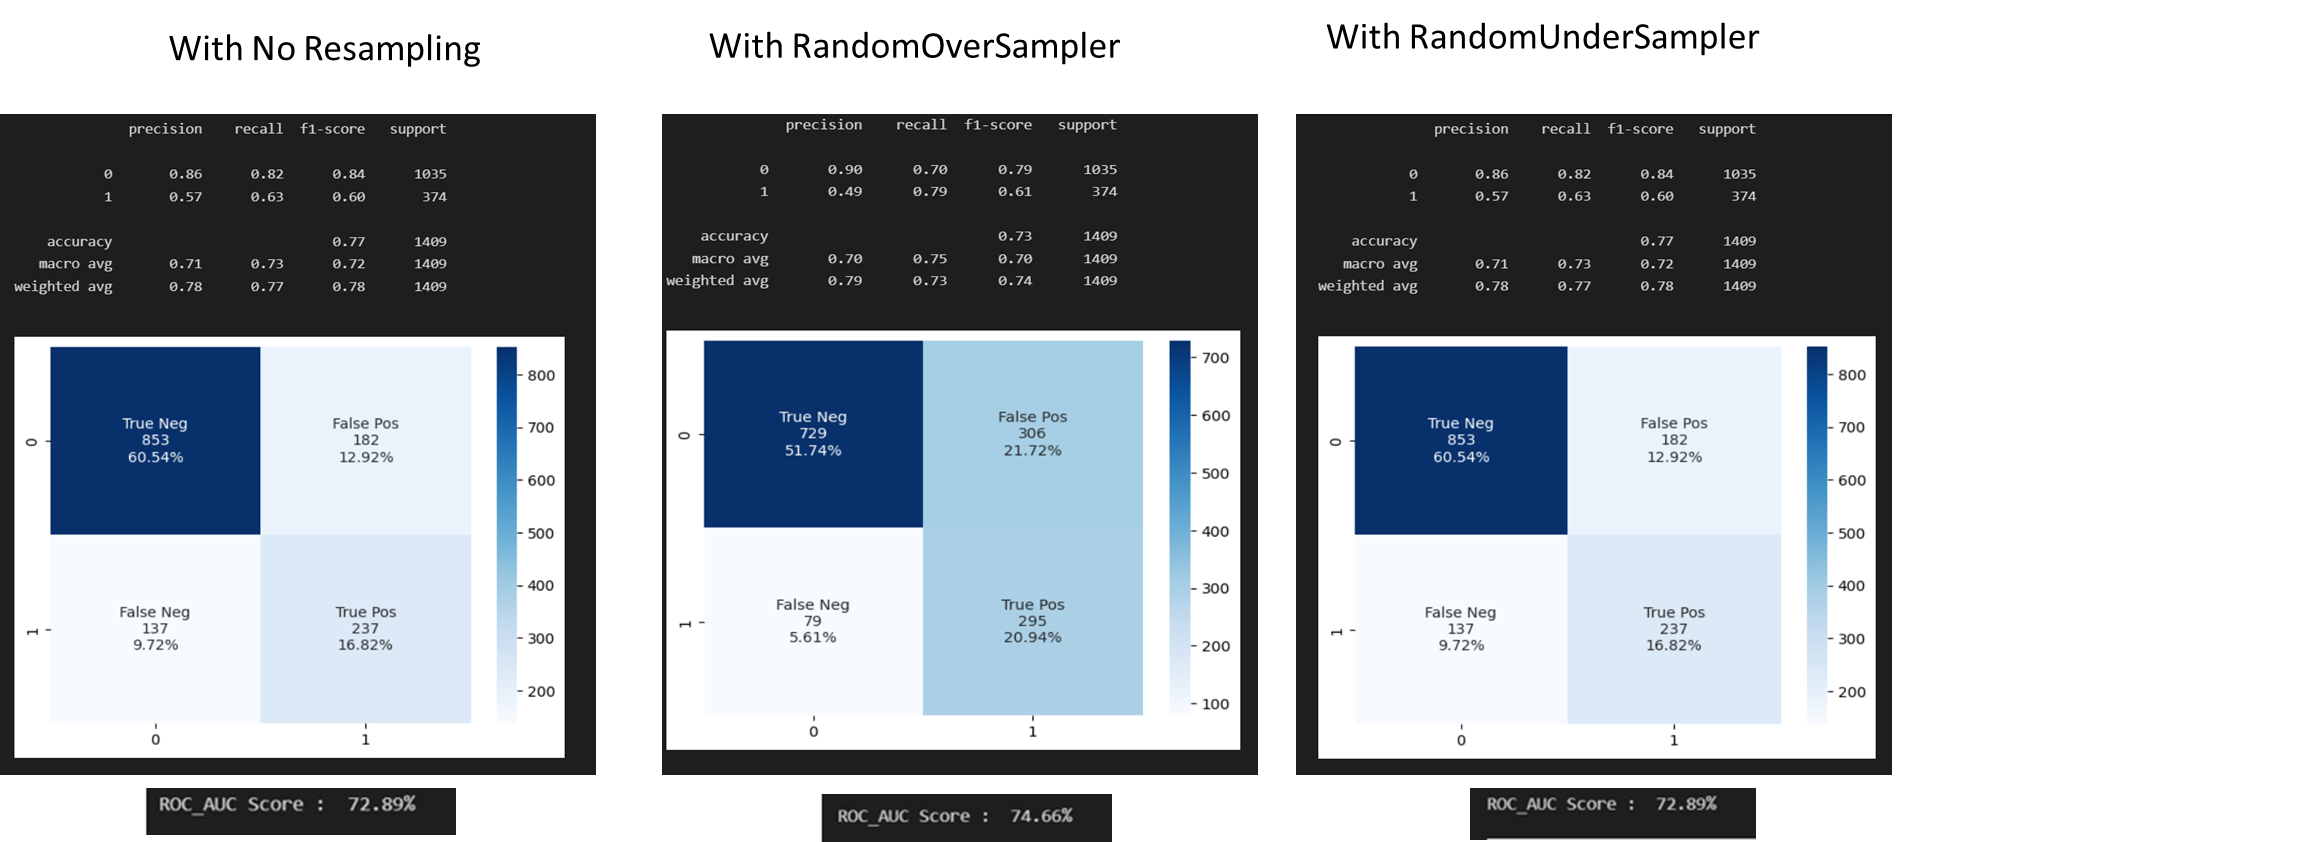 With No Resampling
precision recall f1-score support
0 0.86 0.82 0.84 1035
1 0.57 0.63 0.60 374
accuracy 0.77 1409
macro avg 0.71 0.73 0.72 1409
weighted avg 0.78 0.77 0.78 1409
0
True Neg
853
60.54%
False Pos
182
12.92%
1
False Neg
137
9.72%
True Pos
237
16.82%
0 1
800
700
600
500
400
300
200
ROC_AUC Score : 72.89%
With RandomOverSampler
precision recall f1-score support
0 0.90 0.70 0.79 1035
1 0.49 0.79 0.61 374
accuracy 0.73 1409
macro avg 0.70 0.75 0.70 1409
weighted avg 0.79 0.73 0.74 1409
0
True Neg
729
51.74%
False Pos
306
21.72%
1
False Neg
79
5.61%
True Pos
295
20.94%
0 1
700
600
500
400
300
200
100
ROC_AUC Score : 74.66%
With RandomUnderSampler
precision recall f1-score support
0 0.86 0.82 0.84 1035
1 0.57 0.63 0.60 374
accuracy 0.77 1409
macro avg 0.71 0.73 0.72 1409
weighted avg 0.78 0.77 0.78 1409
0
True Neg
853
60.54%
False Pos
182
12.92%
1
False Neg
137
9.72%
True Pos
237
16.82%
0 1
800
700
600
500
400
300
200
ROC_AUC Score : 72.89%